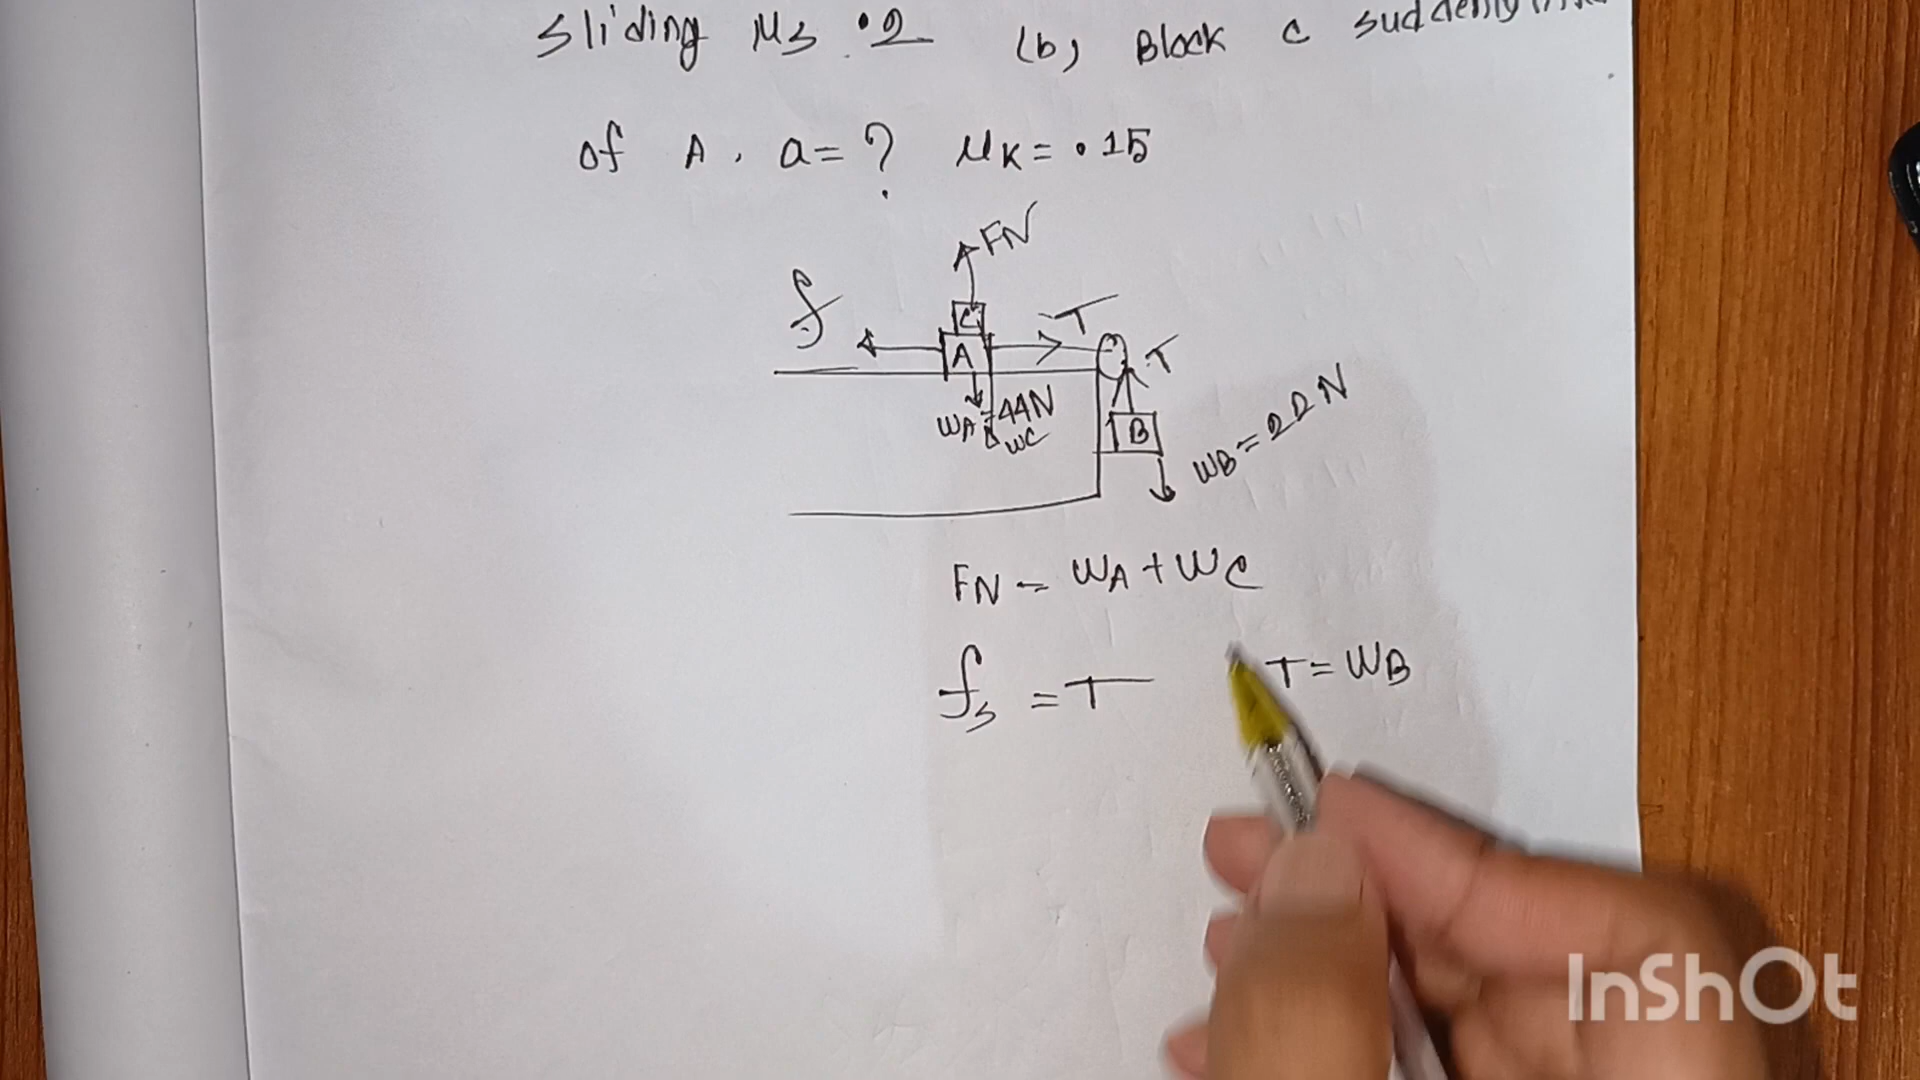 sliding μs .2 (b) Block c suddenly
of A, a=? μK= .15
FN
f
C
T
A
T
WA =44N
WC
B
WB=22N
FN = WA+WC
fs = T T=WB
InShOt